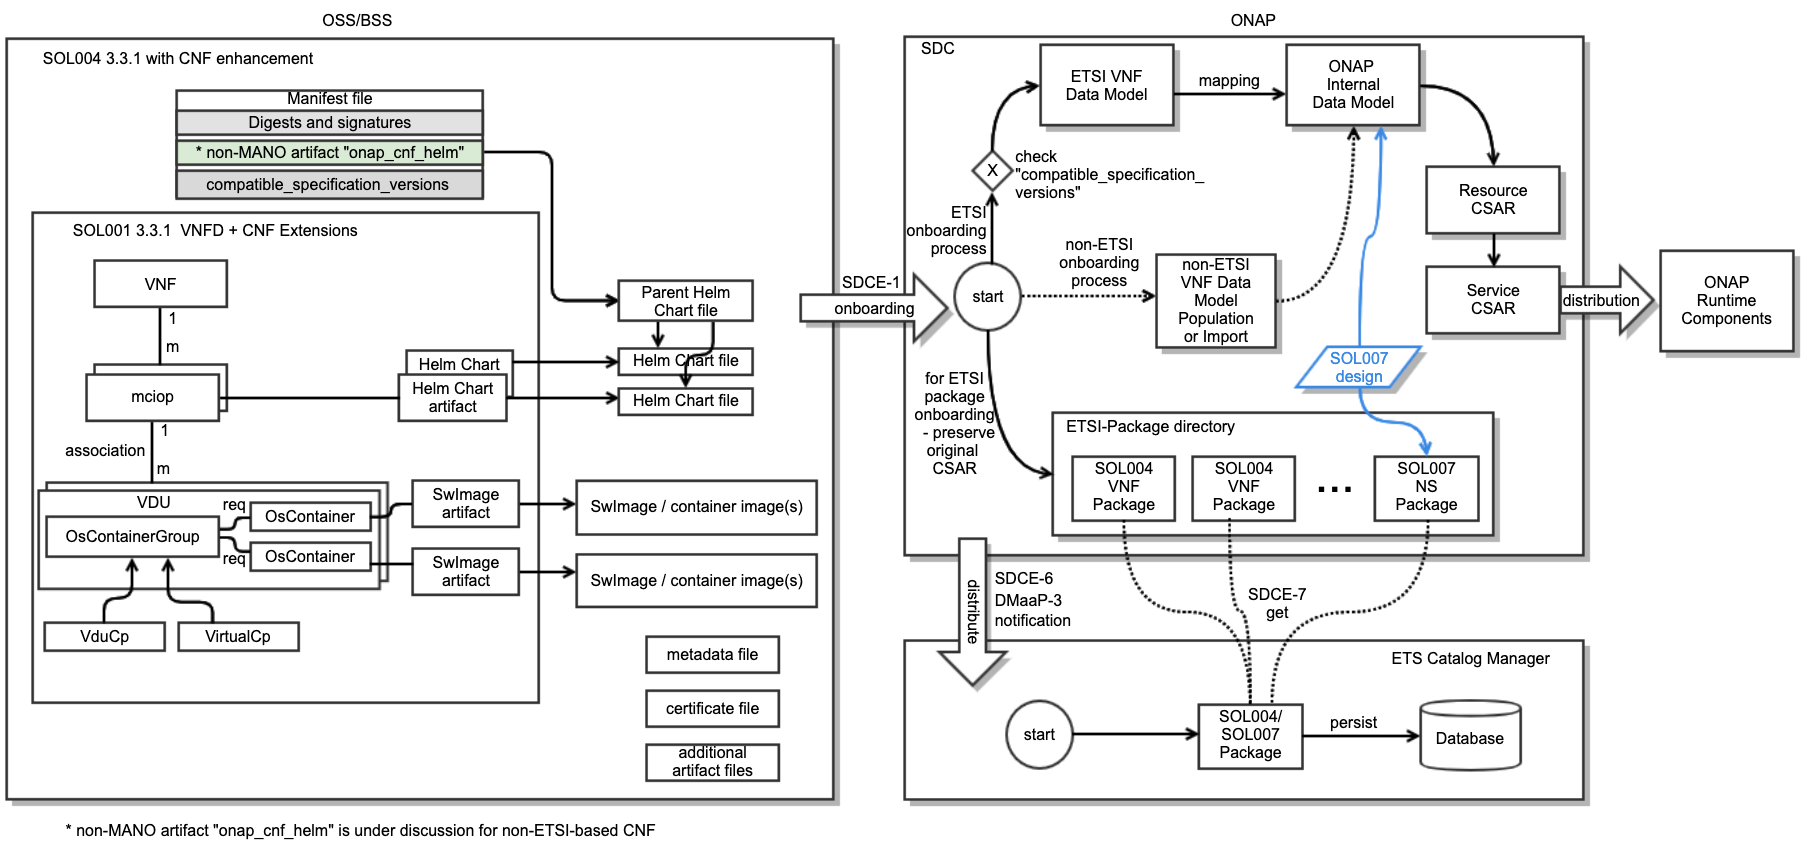 OSS/BSS
SOL004 3.3.1 with CNF enhancement
Manifest file
Digests and signatures
* non-MANO artifact "onap_cnf_helm"
compatible_specification_versions
SOL001 3.3.1  VNFD + CNF Extensions
VNF
1
m
mciop
1
association
m
Helm Chart
Helm Chart
artifact
Parent Helm
Chart file
Helm Chart file
Helm Chart file
VDU
OsContainerGroup
req
OsContainer
req
OsContainer
SwImage
artifact
SwImage
artifact
SwImage / container image(s)
SwImage / container image(s)
VduCp
VirtualCp
metadata file
certificate file
additional
artifact files
* non-MANO artifact "onap_cnf_helm" is under discussion for non-ETSI-based CNF
SDCE-1
onboarding
ONAP
SDC
ETSI VNF
Data Model
mapping
ONAP
Internal
Data Model
X
check
"compatible_specification_
versions"
ETSI
onboarding
process
start
non-ETSI
onboarding
process
non-ETSI
VNF Data
Model
Population
or Import
Resource
CSAR
Service
CSAR
distribution
ONAP
Runtime
Components
SOL007
design
for ETSI
package
onboarding
- preserve
original
CSAR
ETSI-Package directory
SOL004
VNF
Package
SOL004
VNF
Package
...
SOL007
NS
Package
distribute
SDCE-6
DMaaP-3
notification
SDCE-7
get
ETS Catalog Manager
start
SOL004/
SOL007
Package
persist
Database